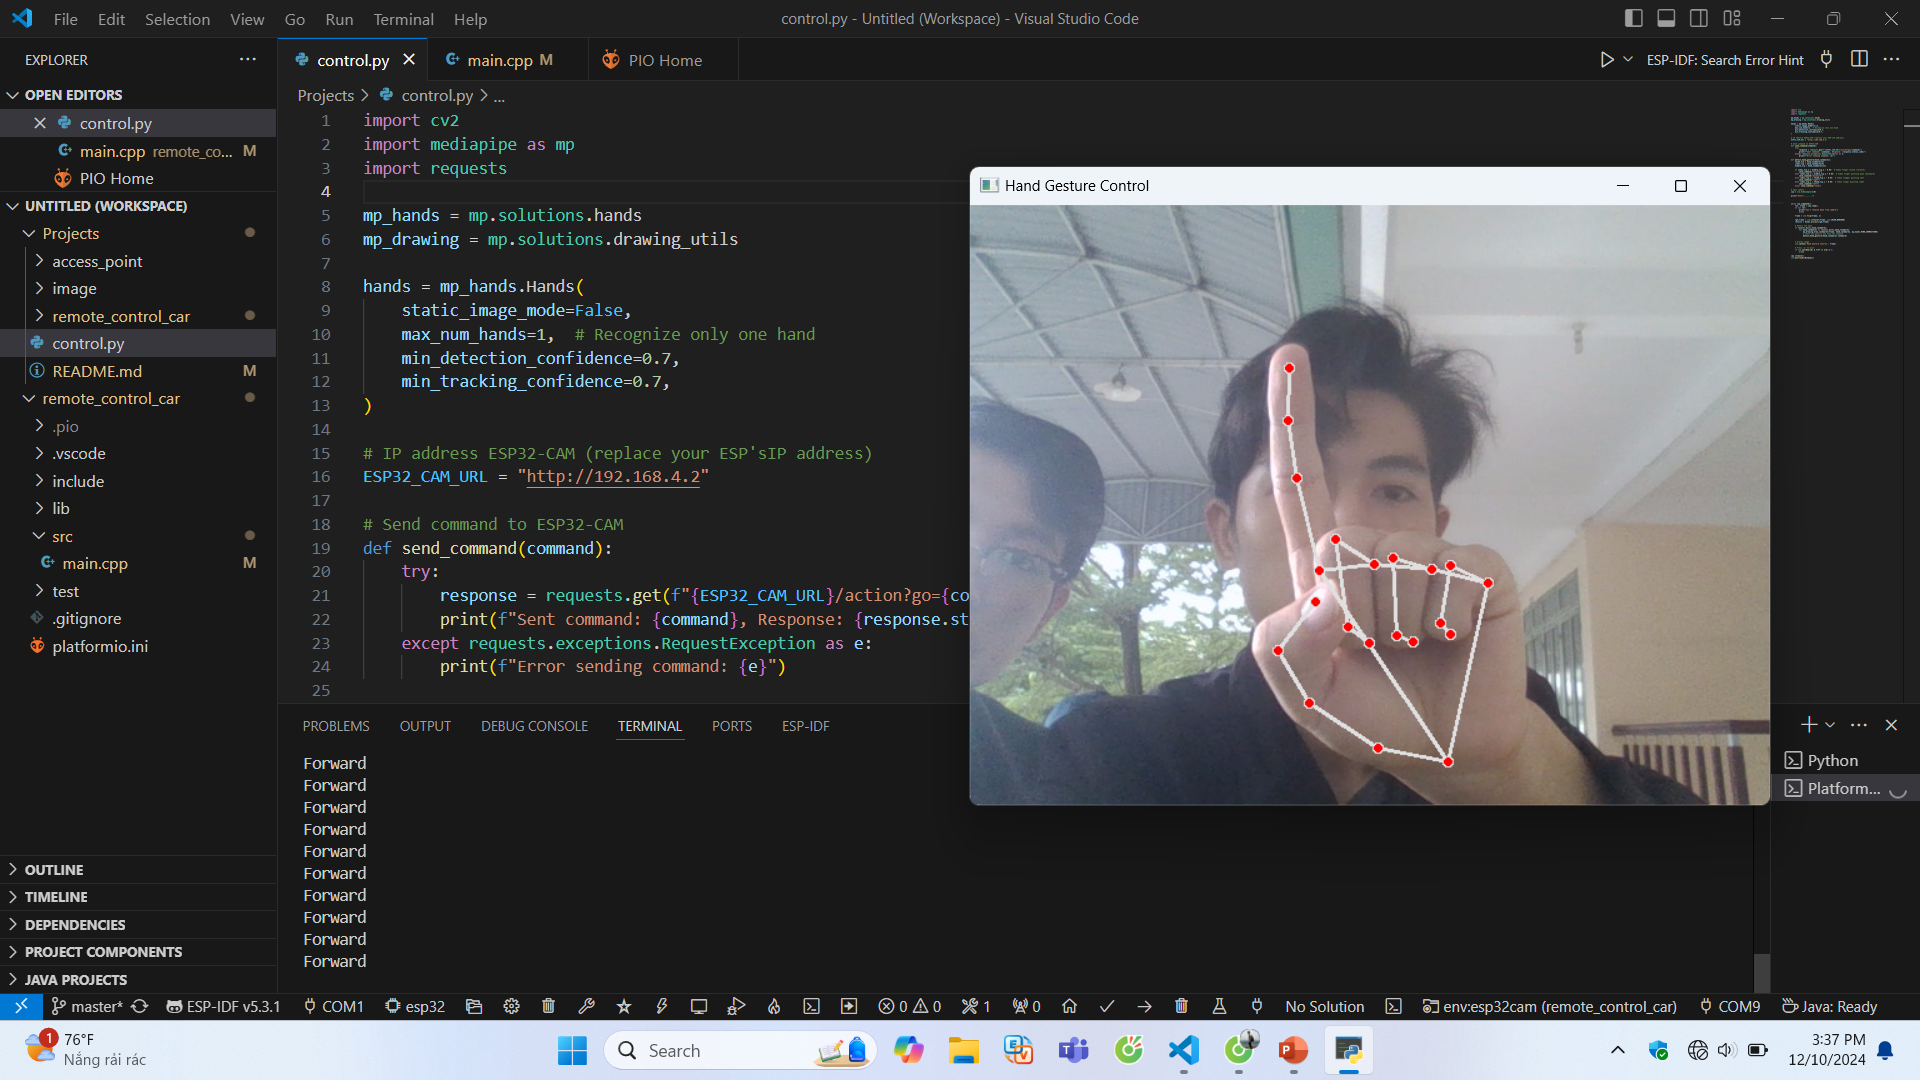 File Edit Selection View Go Run Terminal Help
control.py - Untitled (Workspace) - Visual Studio Code
EXPLORER
control.py
main.cpp M
PIO Home
ESP-IDF: Search Error Hint
OPEN EDITORS
control.py
main.cpp remote_co... M
PIO Home
UNTITLED (WORKSPACE)
Projects
access_point
image
remote_control_car
control.py
README.md M
remote_control_car
.pio
.vscode
include
lib
src
main.cpp M
test
.gitignore
platformio.ini
OUTLINE
TIMELINE
DEPENDENCIES
PROJECT COMPONENTS
JAVA PROJECTS
Projects > control.py > ...
1 import cv2
2 import mediapipe as mp
3 import requests
4
5 mp_hands = mp.solutions.hands
6 mp_drawing = mp.solutions.drawing_utils
7
8 hands = mp_hands.Hands(
9 static_image_mode=False,
10 max_num_hands=1, # Recognize only one hand
11 min_detection_confidence=0.7,
12 min_tracking_confidence=0.7,
13 )
14
15 # IP address ESP32-CAM (replace your ESP'sIP address)
16 ESP32_CAM_URL = "http://192.168.4.2"
17
18 # Send command to ESP32-CAM
19 def send_command(command):
20 try:
21 response = requests.get(f"{ESP32_CAM_URL}/action?go={co
22 print(f"Sent command: {command}, Response: {response.st
23 except requests.exceptions.RequestException as e:
24 print(f"Error sending command: {e}")
25
Hand Gesture Control
PROBLEMS OUTPUT DEBUG CONSOLE TERMINAL PORTS ESP-IDF
Forward
Forward
Forward
Forward
Forward
Forward
Forward
Forward
Forward
Forward
Python
Platform...
master* ESP-IDF v5.3.1 COM1 esp32 0 0 1 0 No Solution env:esp32cam (remote_control_car) COM9 Java: Ready
1
76°F
Nắng rải rác
Search
3:37 PM
12/10/2024